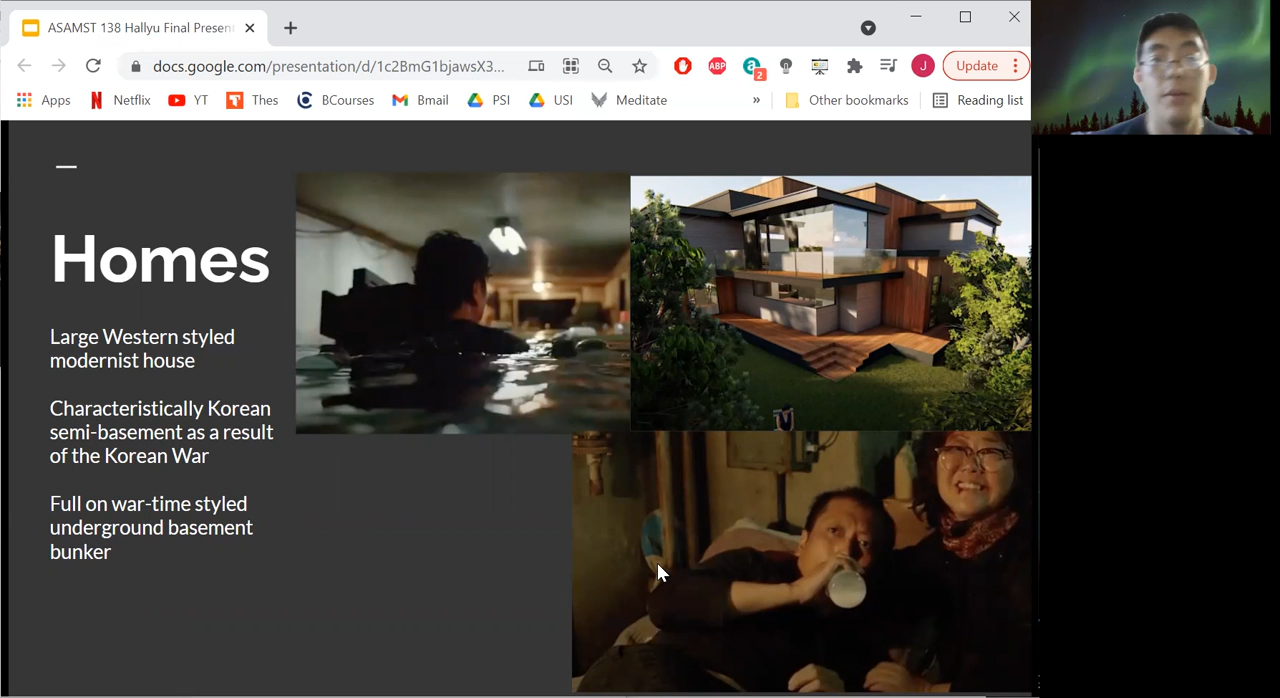 ASAMST 138 Hallyu Final Present
docs.google.com/presentation/d/1c2BmG1bjawsX3...
ABP
2
J
Update
Apps
Netflix
YT
Thes
BCourses
Bmail
PSI
USI
Meditate
»
Other bookmarks
Reading list
Homes
Large Western styled
modernist house
Characteristically Korean
semi-basement as a result
of the Korean War
Full on war-time styled
underground basement
bunker